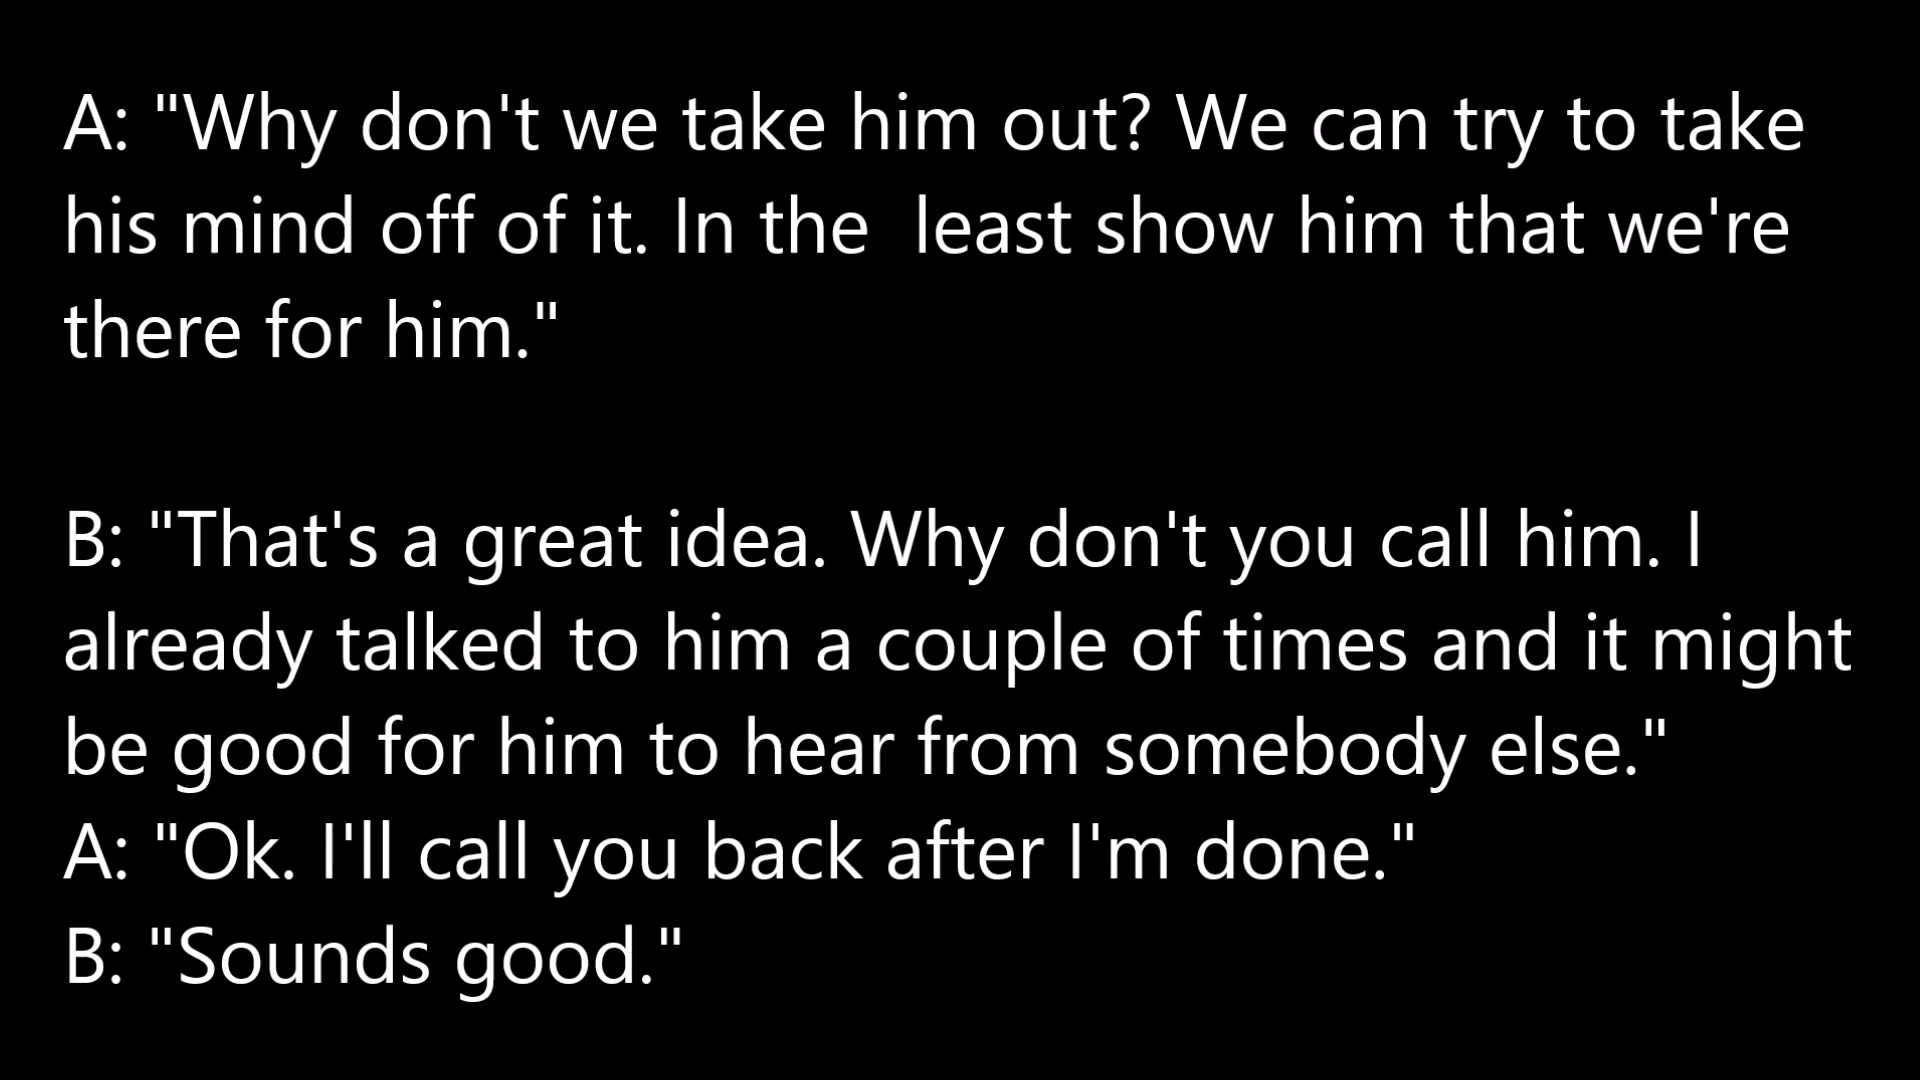 A: "Why don't we take him out? We can try to take
his mind off of it. In the  least show him that we're
there for him."
B: "That's a great idea. Why don't you call him. I
already talked to him a couple of times and it might
be good for him to hear from somebody else."
A: "Ok. I'll call you back after I'm done."
B: "Sounds good."